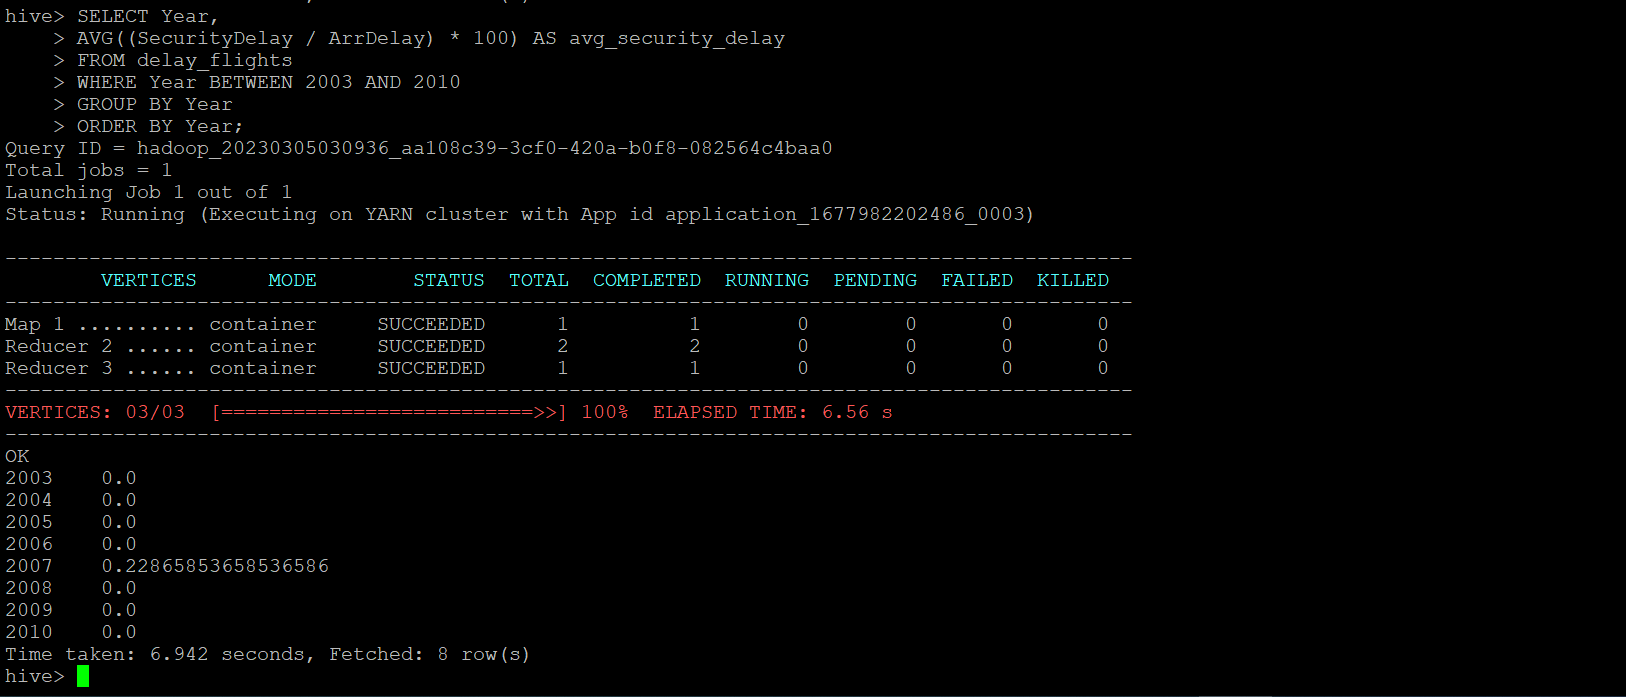 hive> SELECT Year,
    > AVG((SecurityDelay / ArrDelay) * 100) AS avg_security_delay
    > FROM delay_flights
    > WHERE Year BETWEEN 2003 AND 2010
    > GROUP BY Year
    > ORDER BY Year;
Query ID = hadoop_20230305030936_aa108c39-3cf0-420a-b0f8-082564c4baa0
Total jobs = 1
Launching Job 1 out of 1
Status: Running (Executing on YARN cluster with App id application_1677982202486_0003)
----------------------------------------------------------------------------------------------
        VERTICES      MODE        STATUS  TOTAL  COMPLETED  RUNNING  PENDING  FAILED  KILLED
----------------------------------------------------------------------------------------------
Map 1 .......... container     SUCCEEDED      1          1        0        0       0       0
Reducer 2 ...... container     SUCCEEDED      2          2        0        0       0       0
Reducer 3 ...... container     SUCCEEDED      1          1        0        0       0       0
----------------------------------------------------------------------------------------------
VERTICES: 03/03  [==========================>>] 100%  ELAPSED TIME: 6.56 s
----------------------------------------------------------------------------------------------
OK
2003    0.0
2004    0.0
2005    0.0
2006    0.0
2007    0.22865853658536586
2008    0.0
2009    0.0
2010    0.0
Time taken: 6.942 seconds, Fetched: 8 row(s)
hive>